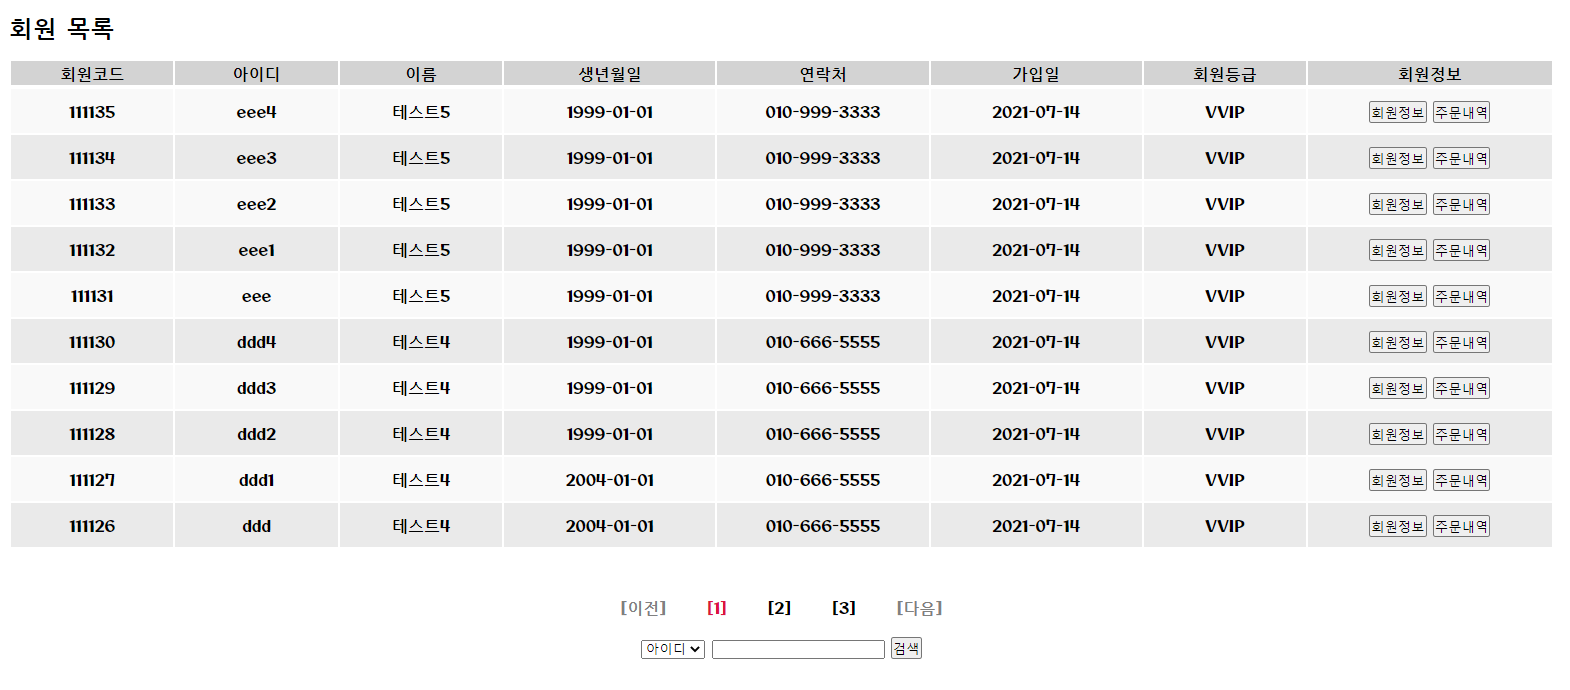 회원 목록
회원코드 아이디 이름 생년월일 연락처 가입일 회원등급 회원정보
111135 eee4 테스트5 1999-01-01 010-999-3333 2021-07-14 VVIP 회원정보 주문내역
111134 eee3 테스트5 1999-01-01 010-999-3333 2021-07-14 VVIP 회원정보 주문내역
111133 eee2 테스트5 1999-01-01 010-999-3333 2021-07-14 VVIP 회원정보 주문내역
111132 eee1 테스트5 1999-01-01 010-999-3333 2021-07-14 VVIP 회원정보 주문내역
111131 eee 테스트5 1999-01-01 010-999-3333 2021-07-14 VVIP 회원정보 주문내역
111130 ddd4 테스트4 1999-01-01 010-666-5555 2021-07-14 VVIP 회원정보 주문내역
111129 ddd3 테스트4 1999-01-01 010-666-5555 2021-07-14 VVIP 회원정보 주문내역
111128 ddd2 테스트4 1999-01-01 010-666-5555 2021-07-14 VVIP 회원정보 주문내역
111127 ddd1 테스트4 2004-01-01 010-666-5555 2021-07-14 VVIP 회원정보 주문내역
111126 ddd 테스트4 2004-01-01 010-666-5555 2021-07-14 VVIP 회원정보 주문내역
[이전] [1] [2] [3] [다음]
아이디 검색